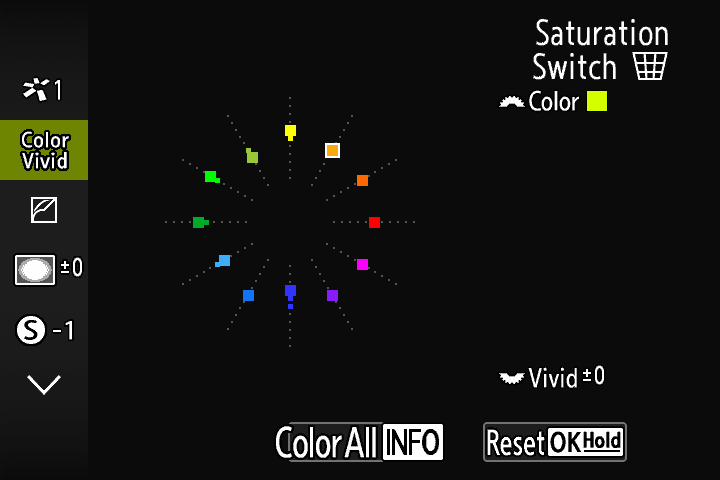 Saturation
Switch
Color
1
Color
Vivid
±0
S -1
Vivid ±0
Color All INFO
Reset OK Hold